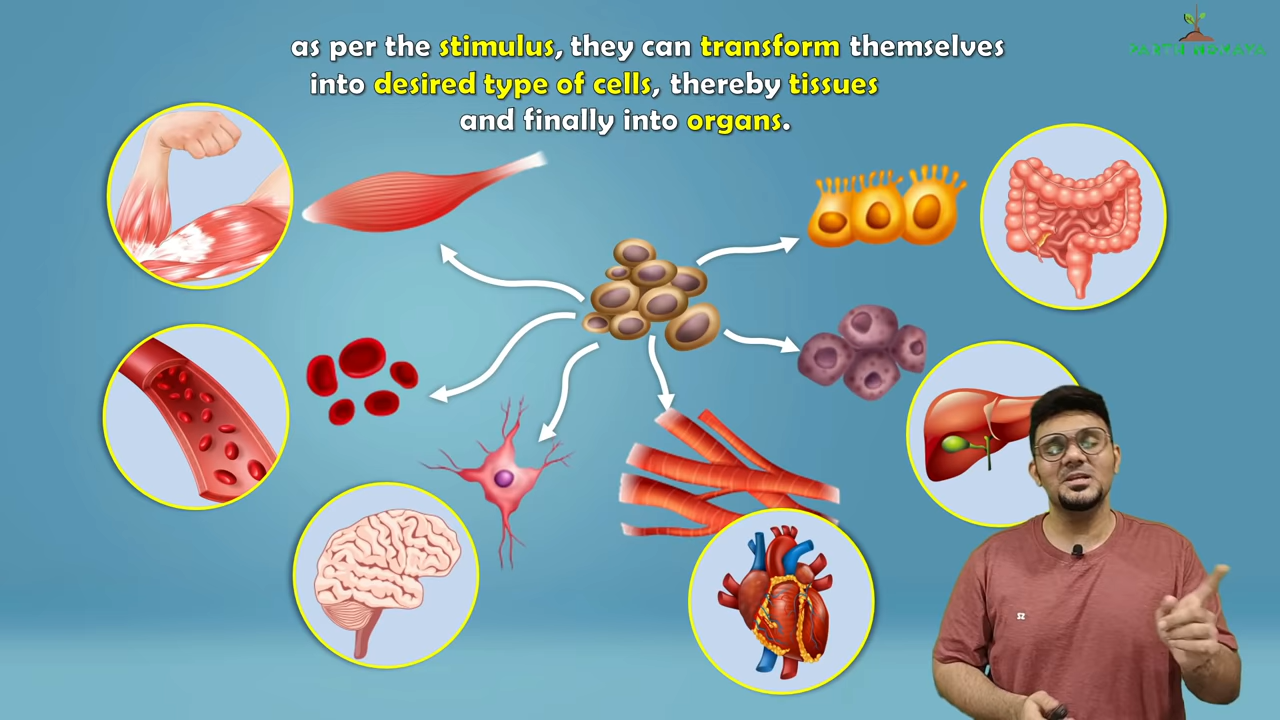 as per the stimulus, they can transform themselves
into desired type of cells, thereby tissues
and finally into organs.